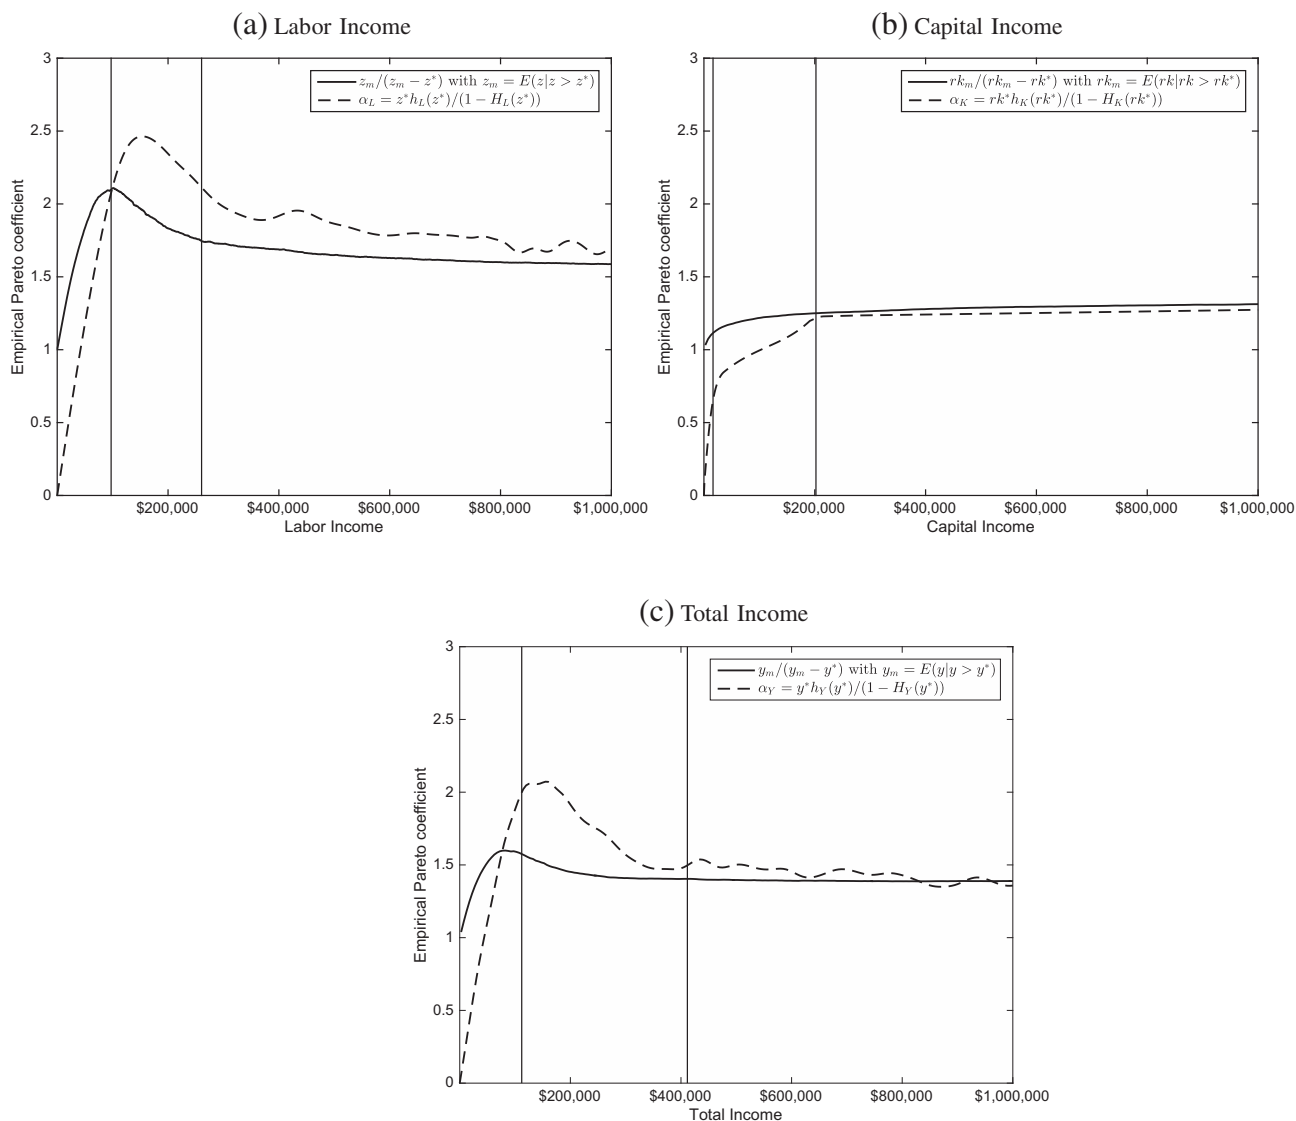 (a) Labor Income
3
2.5
2
1.5
1
0.5
0
Empirical Pareto coefficient
z_m/(z_m − z*) with z_m = E(z|z > z*)
α_L = z*h_L(z*)/(1 − H_L(z*))
$200,000 $400,000 $600,000 $800,000 $1,000,000
Labor Income
(b) Capital Income
3
2.5
2
1.5
1
0.5
0
Empirical Pareto coefficient
rk_m/(rk_m − rk*) with rk_m = E(rk|rk > rk*)
α_K = rk*h_K(rk*)/(1 − H_K(rk*))
$200,000 $400,000 $600,000 $800,000 $1,000,000
Capital Income
(c) Total Income
3
2.5
2
1.5
1
0.5
0
Empirical Pareto coefficient
y_m/(y_m − y*) with y_m = E(y|y > y*)
α_Y = y*h_Y(y*)/(1 − H_Y(y*))
$200,000 $400,000 $600,000 $800,000 $1,000,000
Total Income